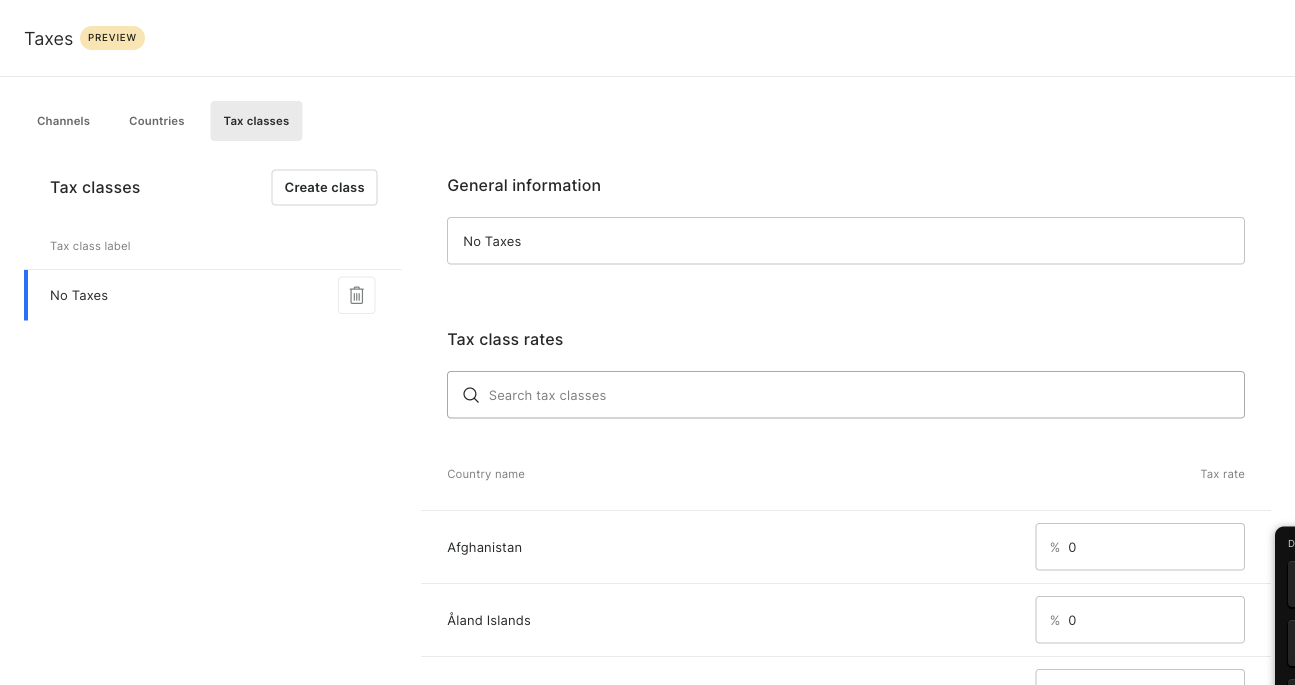 Taxes PREVIEW
Channels Countries Tax classes
Tax classes Create class
Tax class label
No Taxes
General information
No Taxes
Tax class rates
Search tax classes
Country name Tax rate
Afghanistan % 0
Åland Islands % 0
D